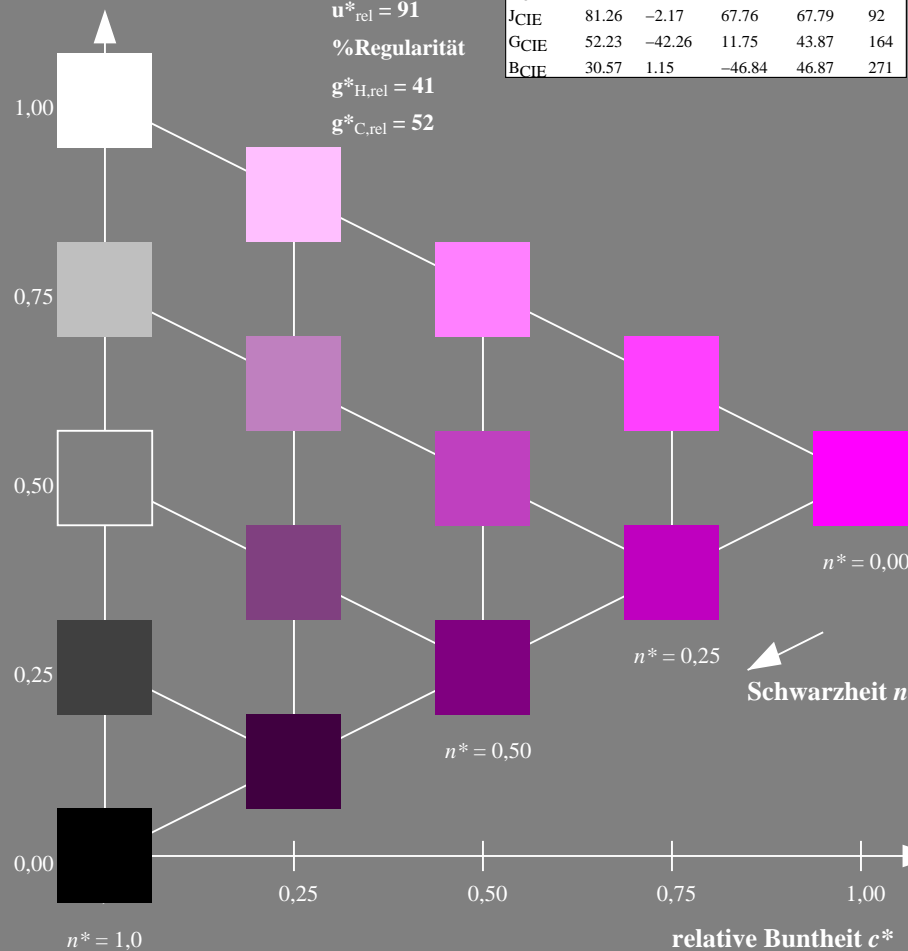 u*rel = 91
%Regularität
g*H,rel = 41
g*C,rel = 52
JCIE 81.26 −2.17 67.76 67.79 92
GCIE 52.23 −42.26 11.75 43.87 164
BCIE 30.57 1.15 −46.84 46.87 271
1,00
0,75
0,50
n* = 0,00
0,25
n* = 0,25
Schwarzheit n
n* = 0,50
0,00
0,25 0,50 0,75 1,00
n* = 1,0
relative Buntheit c*